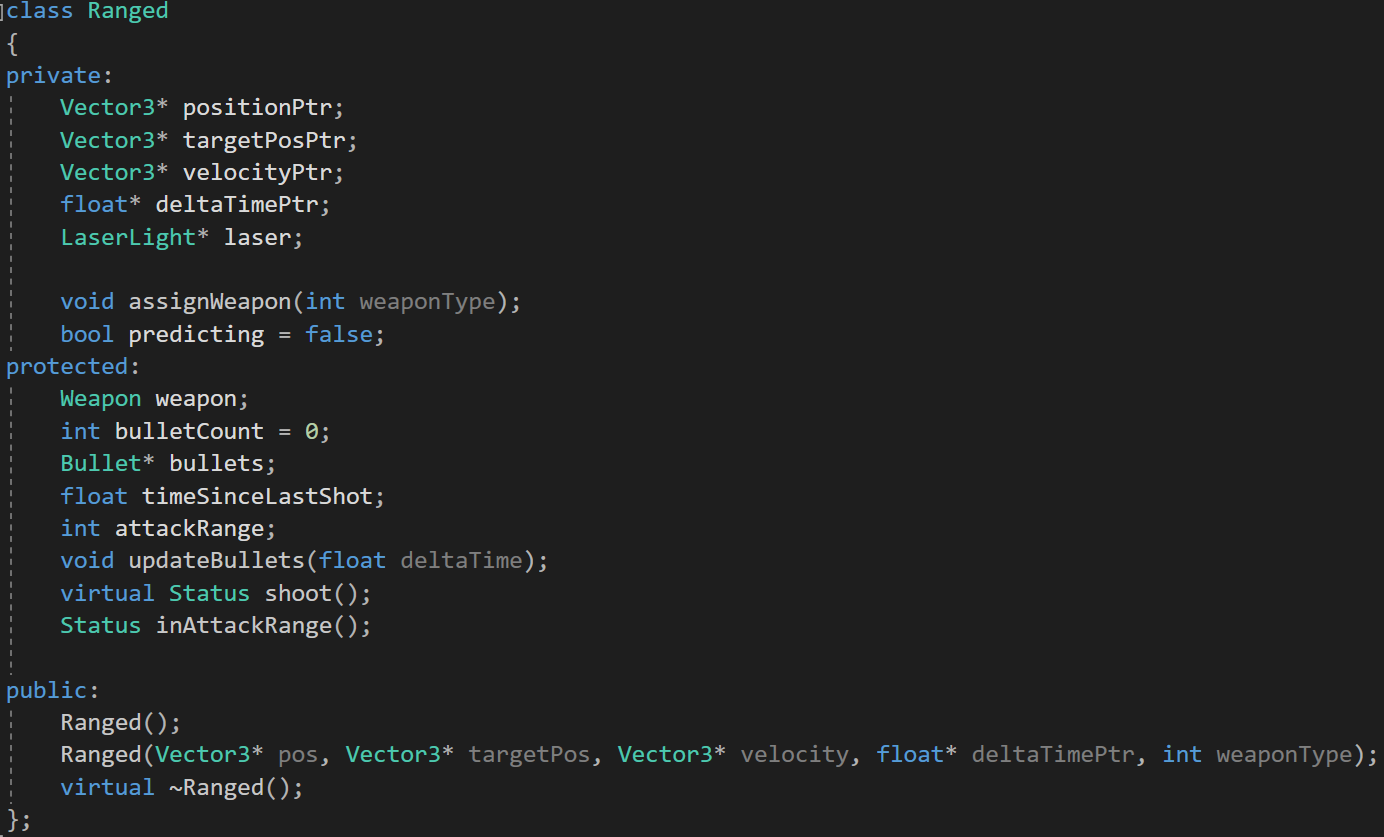 class Ranged
{
private:
    Vector3* positionPtr;
    Vector3* targetPosPtr;
    Vector3* velocityPtr;
    float* deltaTimePtr;
    LaserLight* laser;

    void assignWeapon(int weaponType);
    bool predicting = false;
protected:
    Weapon weapon;
    int bulletCount = 0;
    Bullet* bullets;
    float timeSinceLastShot;
    int attackRange;
    void updateBullets(float deltaTime);
    virtual Status shoot();
    Status inAttackRange();

public:
    Ranged();
    Ranged(Vector3* pos, Vector3* targetPos, Vector3* velocity, float* deltaTimePtr, int weaponType);
    virtual ~Ranged();
};